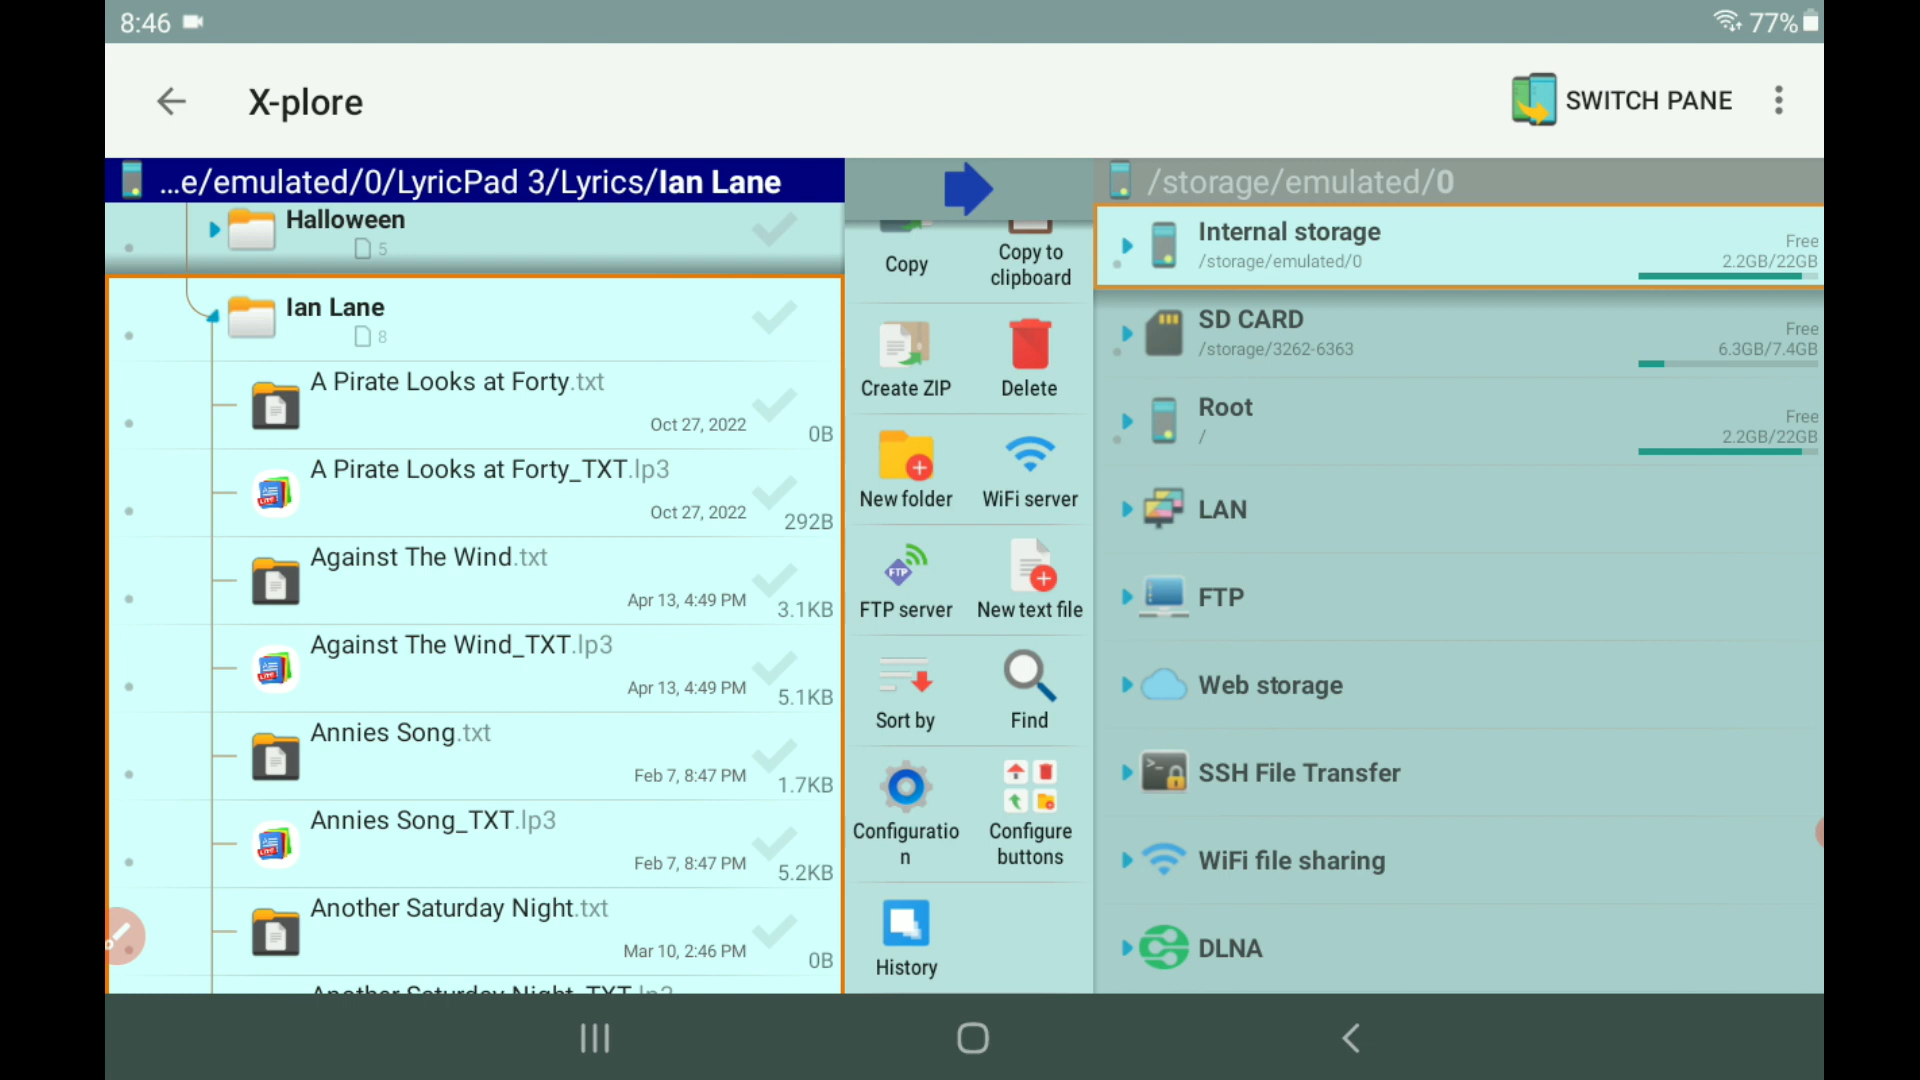 8:46
77%
X-plore
SWITCH PANE
...e/emulated/0/LyricPad 3/Lyrics/Ian Lane
Halloween
5
Ian Lane
8
A Pirate Looks at Forty.txt
Oct 27, 2022
0B
A Pirate Looks at Forty_TXT.lp3
Oct 27, 2022
292B
Against The Wind.txt
Apr 13, 4:49 PM
3.1KB
Against The Wind_TXT.lp3
Apr 13, 4:49 PM
5.1KB
Annies Song.txt
Feb 7, 8:47 PM
1.7KB
Annies Song_TXT.lp3
Feb 7, 8:47 PM
5.2KB
Another Saturday Night.txt
Mar 10, 2:46 PM
0B
Another Saturday Night_TXT.lp3
Copy
Copy to
clipboard
Create ZIP
Delete
New folder
WiFi server
FTP
FTP server
New text file
Sort by
Find
Configuratio
n
Configure
buttons
History
/storage/emulated/0
Internal storage
/storage/emulated/0
Free
2.2GB/22GB
SD CARD
/storage/3262-6363
Free
6.3GB/7.4GB
Root
/
Free
2.2GB/22GB
LAN
FTP
Web storage
SSH File Transfer
WiFi file sharing
DLNA